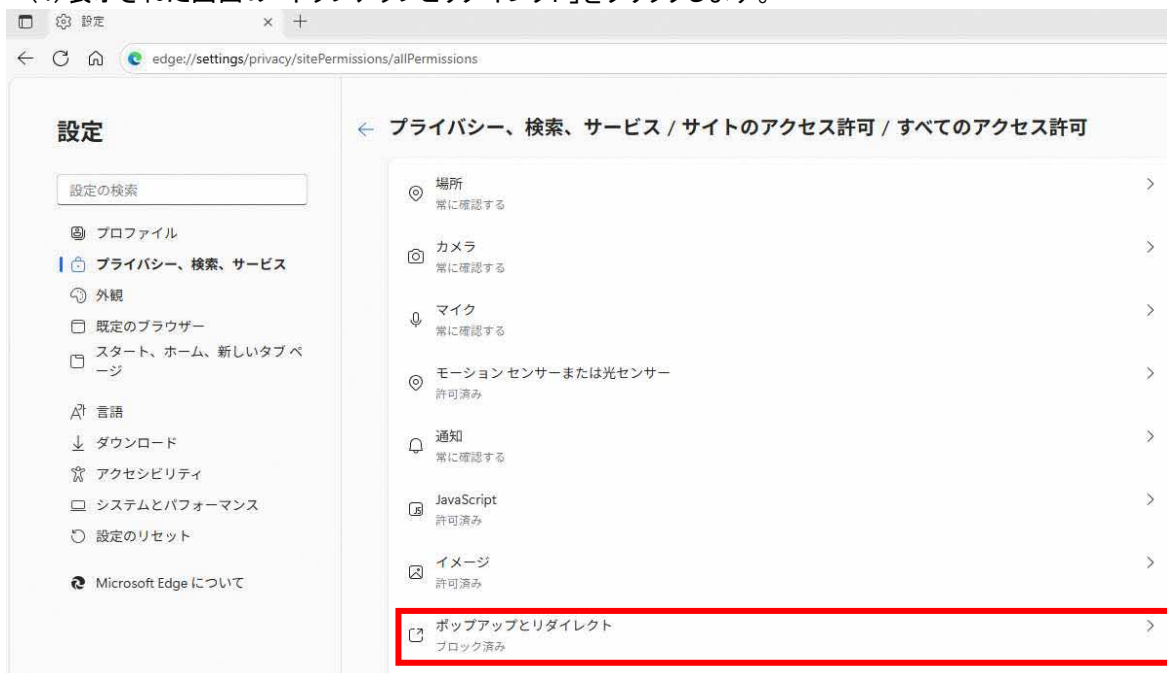 設定
edge://settings/privacy/sitePermissions/allPermissions
設定
設定の検索
プロファイル
プライバシー、検索、サービス
外観
既定のブラウザー
スタート、ホーム、新しいタブ ペ
ージ
言語
ダウンロード
アクセシビリティ
システムとパフォーマンス
設定のリセット
Microsoft Edge について
プライバシー、検索、サービス / サイトのアクセス許可 / すべてのアクセス許可
場所
常に確認する
カメラ
常に確認する
マイク
常に確認する
モーション センサーまたは光センサー
許可済み
通知
常に確認する
JavaScript
許可済み
イメージ
許可済み
ポップアップとリダイレクト
ブロック済み